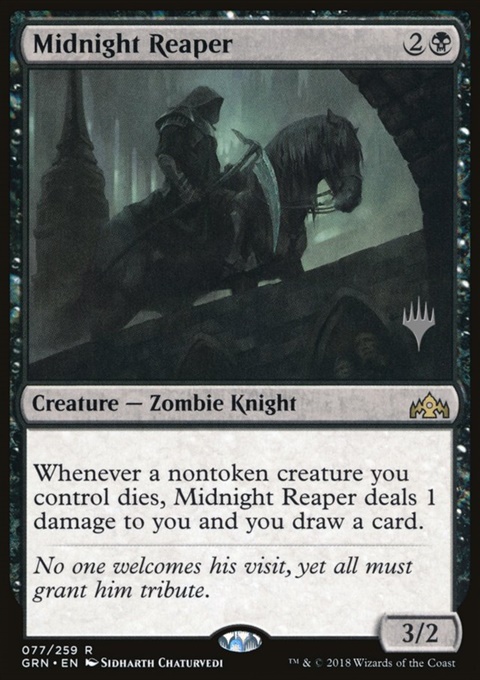 Midnight Reaper 2
Creature — Zombie Knight
Whenever a nontoken creature you
control dies, Midnight Reaper deals 1
damage to you and you draw a card.
No one welcomes his visit, yet all must
grant him tribute.
3/2
077/259 R
GRN • EN Sidharth Chaturvedi
™ & © 2018 Wizards of the Coast